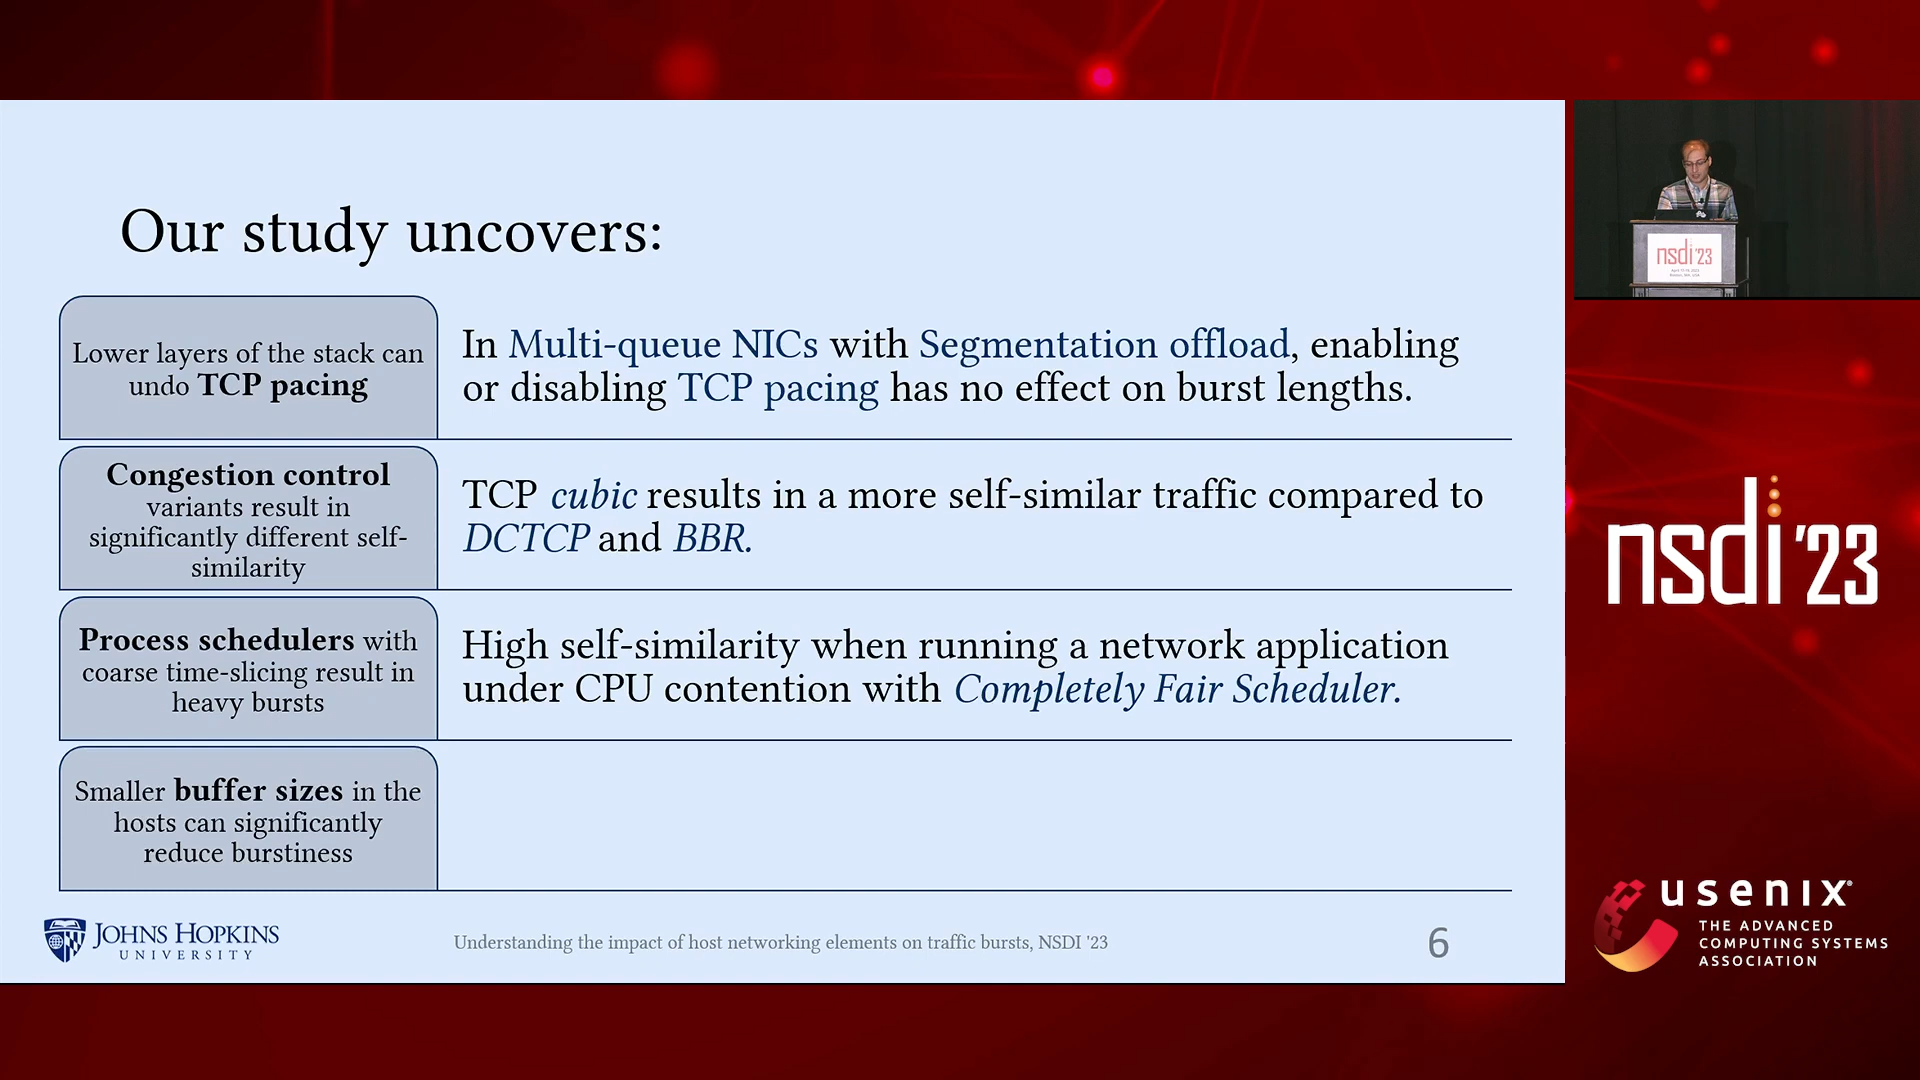 Our study uncovers:
Lower layers of the stack can
undo TCP pacing
In Multi-queue NICs with Segmentation offload, enabling
or disabling TCP pacing has no effect on burst lengths.
Congestion control
variants result in
significantly different self-
similarity
TCP cubic results in a more self-similar traffic compared to
DCTCP and BBR.
Process schedulers with
coarse time-slicing result in
heavy bursts
High self-similarity when running a network application
under CPU contention with Completely Fair Scheduler.
Smaller buffer sizes in the
hosts can significantly
reduce burstiness
JOHNS HOPKINS
UNIVERSITY
Understanding the impact of host networking elements on traffic bursts, NSDI '23
6
nsdi '23
nsdi '23
usenix®
THE ADVANCED
COMPUTING SYSTEMS
ASSOCIATION